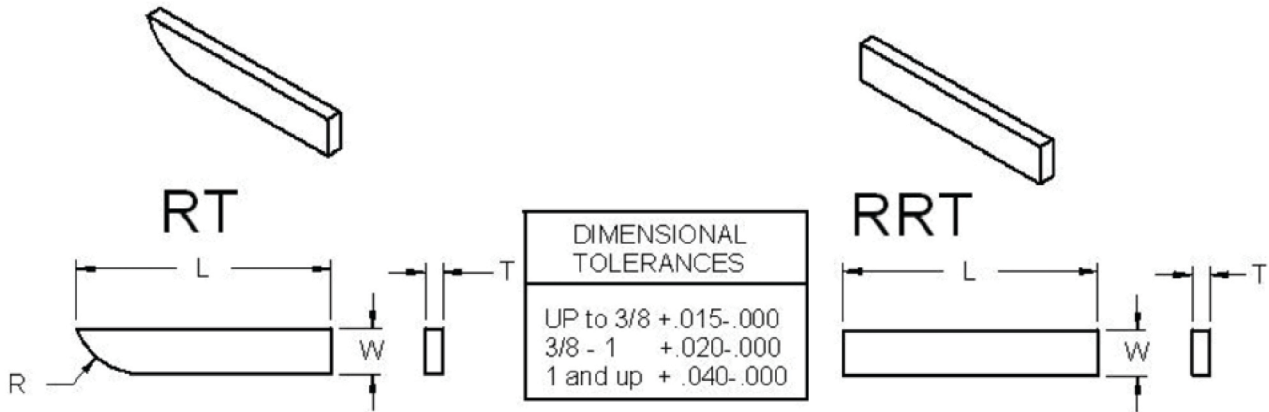 RT
L
T
W
R
DIMENSIONAL
TOLERANCES
UP to 3/8 +.015-.000
3/8 - 1 +.020-.000
1 and up + .040-.000
RRT
L
T
W